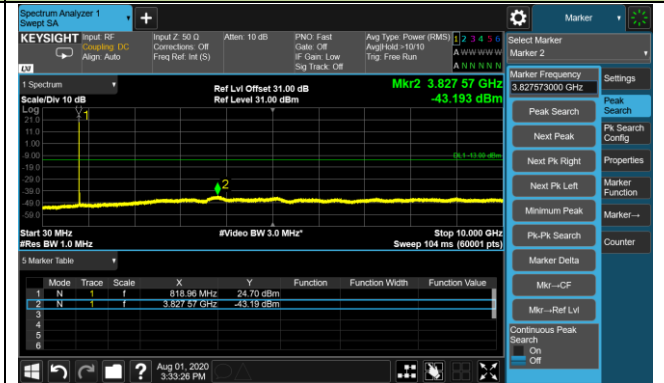 Spectrum Analyzer 1
Swept SA
+
Marker
KEYSIGHT Input: RF Input Z: 50 Ω Atten: 10 dB PNO: Fast Avg Type: Power (RMS) 1 2 3 4 5 6
Coupling: DC Corrections: Off Gate: Off Avg|Hold >10/10
Align: Auto Freq Ref: Int (S) IF Gain: Low Trig: Free Run A W W W W W
LXI Sig Track: Off A N N N N N
Select Marker
Marker 2
1 Spectrum Ref Lvl Offset 31.00 dB Mkr2 3.827 57 GHz
Scale/Div 10 dB Ref Level 31.00 dBm -43.193 dBm
Log
21.0
11.0
1.00
-9.00
-19.0
-29.0
-39.0
-49.0
-59.0
1
DL1 -13.00 dBm
2
Start 30 MHz #Video BW 3.0 MHz* Stop 10.000 GHz
#Res BW 1.0 MHz Sweep 104 ms (60001 pts)
5 Marker Table
Mode Trace Scale X Y Function Function Width Function Value
1 N 1 f 818.96 MHz 24.70 dBm
2 N 1 f 3.827 57 GHz -43.19 dBm
3
4
5
6
Aug 01, 2020
3:33:26 PM
Marker Frequency
3.827573000 GHz
Peak Search
Next Peak
Next Pk Right
Next Pk Left
Minimum Peak
Pk-Pk Search
Marker Delta
Mkr→CF
Mkr→Ref Lvl
Continuous Peak
Search
On
Off
Settings
Peak
Search
Pk Search
Config
Properties
Marker
Function
Marker→
Counter